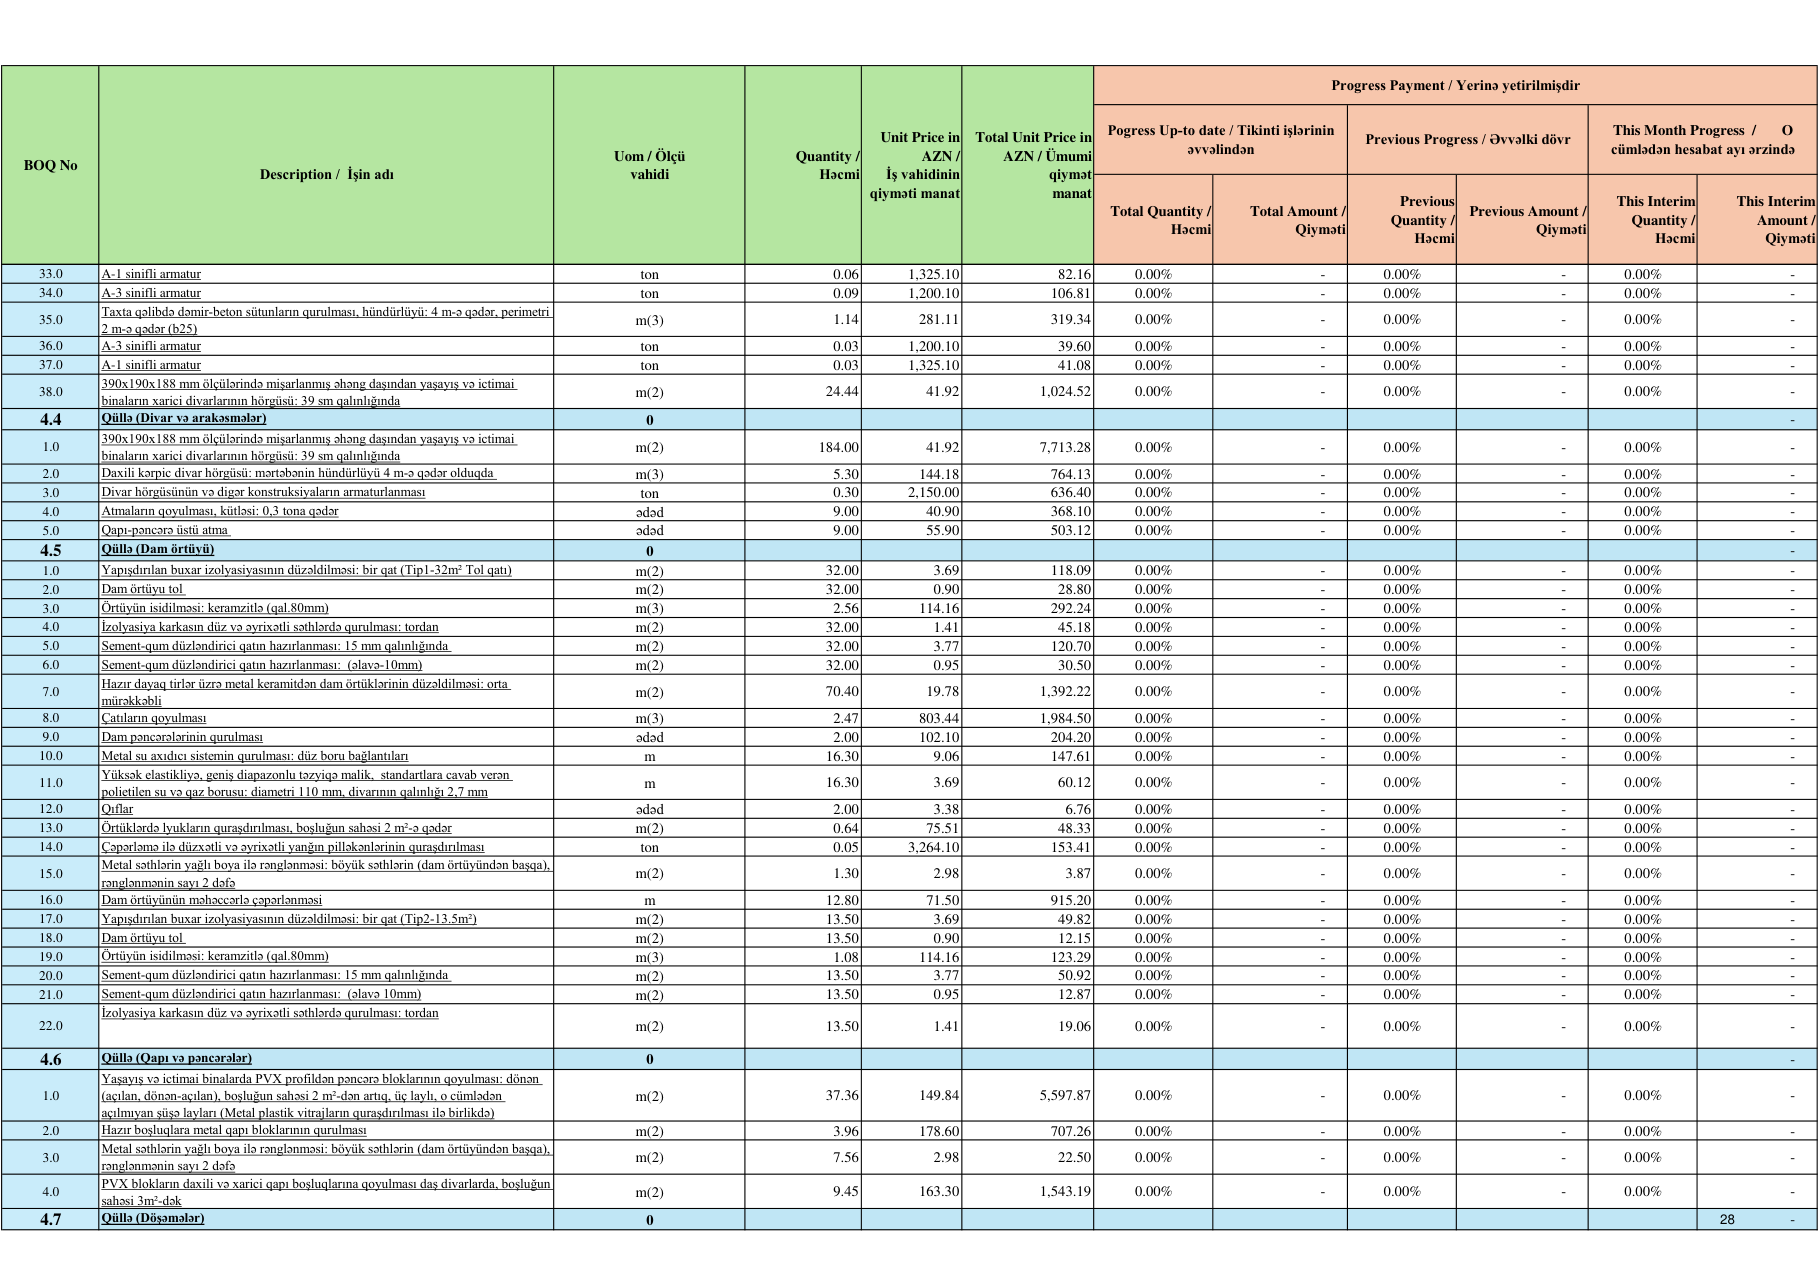 Progress Payment / Yerinə yetirilmişdir
BOQ No
Description / İşin adı
Uom / Ölçü
vahidi
Quantity /
Həcmi
Unit Price in
AZN /
İş vahidinin
qiyməti manat
Total Unit Price in
AZN / Ümumi
qiymət
manat
Pogress Up-to date / Tikinti işlərinin
əvvəlindən
Previous Progress / Əvvəlki dövr
This Month Progress / O
cümlədən hesabat ayı ərzində
Total Quantity /
Həcmi
Total Amount /
Qiyməti
Previous
Quantity /
Həcmi
Previous Amount /
Qiyməti
This Interim
Quantity /
Həcmi
This Interim
Amount /
Qiyməti
33.0 A-1 sinifli armatur ton 0.06 1,325.10 82.16 0.00% - 0.00% - 0.00% -
34.0 A-3 sinifli armatur ton 0.09 1,200.10 106.81 0.00% - 0.00% - 0.00% -
35.0 Taxta qəlibdə dəmir-beton sütunların qurulması, hündürlüyü: 4 m-ə qədər, perimetri
2 m-ə qədər (b25) m(3) 1.14 281.11 319.34 0.00% - 0.00% - 0.00% -
36.0 A-3 sinifli armatur ton 0.03 1,200.10 39.60 0.00% - 0.00% - 0.00% -
37.0 A-1 sinifli armatur ton 0.03 1,325.10 41.08 0.00% - 0.00% - 0.00% -
38.0 390x190x188 mm ölçülərində mişarlanmış əhəng daşından yaşayış və ictimai
binaların xarici divarlarının hörgüsü: 39 sm qalınlığında m(2) 24.44 41.92 1,024.52 0.00% - 0.00% - 0.00% -
4.4 Qüllə (Divar və arakəsmələr) 0 -
1.0 390x190x188 mm ölçülərində mişarlanmış əhəng daşından yaşayış və ictimai
binaların xarici divarlarının hörgüsü: 39 sm qalınlığında m(2) 184.00 41.92 7,713.28 0.00% - 0.00% - 0.00% -
2.0 Daxili kərpic divar hörgüsü: mərtəbənin hündürlüyü 4 m-ə qədər olduqda m(3) 5.30 144.18 764.13 0.00% - 0.00% - 0.00% -
3.0 Divar hörgüsünün və digər konstruksiyaların armaturlanması ton 0.30 2,150.00 636.40 0.00% - 0.00% - 0.00% -
4.0 Atmaların qoyulması, kütləsi: 0,3 tona qədər ədəd 9.00 40.90 368.10 0.00% - 0.00% - 0.00% -
5.0 Qapı-pəncərə üstü atma ədəd 9.00 55.90 503.12 0.00% - 0.00% - 0.00% -
4.5 Qüllə (Dam örtüyü) 0 -
1.0 Yapışdırılan buxar izolyasiyasının düzəldilməsi: bir qat (Tip1-32m² Tol qatı) m(2) 32.00 3.69 118.09 0.00% - 0.00% - 0.00% -
2.0 Dam örtüyu tol m(2) 32.00 0.90 28.80 0.00% - 0.00% - 0.00% -
3.0 Örtüyün isidilməsi: keramzitlə (qal.80mm) m(3) 2.56 114.16 292.24 0.00% - 0.00% - 0.00% -
4.0 İzolyasiya karkasın düz və əyrixətli səthlərdə qurulması: tordan m(2) 32.00 1.41 45.18 0.00% - 0.00% - 0.00% -
5.0 Sement-qum düzləndirici qatın hazırlanması: 15 mm qalınlığında m(2) 32.00 3.77 120.70 0.00% - 0.00% - 0.00% -
6.0 Sement-qum düzləndirici qatın hazırlanması: (əlavə-10mm) m(2) 32.00 0.95 30.50 0.00% - 0.00% - 0.00% -
7.0 Hazır dayaq tirlər üzrə metal keramitdən dam örtüklərinin düzəldilməsi: orta
mürəkkəbli m(2) 70.40 19.78 1,392.22 0.00% - 0.00% - 0.00% -
8.0 Çatıların qoyulması m(3) 2.47 803.44 1,984.50 0.00% - 0.00% - 0.00% -
9.0 Dam pəncərələrinin qurulması ədəd 2.00 102.10 204.20 0.00% - 0.00% - 0.00% -
10.0 Metal su axıdıcı sistemin qurulması: düz boru bağlantıları m 16.30 9.06 147.61 0.00% - 0.00% - 0.00% -
11.0 Yüksək elastikliyə, geniş diapazonlu təzyiqə malik, standartlara cavab verən
polietilen su və qaz borusu: diametri 110 mm, divarının qalınlığı 2,7 mm m 16.30 3.69 60.12 0.00% - 0.00% - 0.00% -
12.0 Qıflar ədəd 2.00 3.38 6.76 0.00% - 0.00% - 0.00% -
13.0 Örtüklərdə lyukların quraşdırılması, boşluğun sahəsi 2 m²-ə qədər m(2) 0.64 75.51 48.33 0.00% - 0.00% - 0.00% -
14.0 Çəpərləmə ilə düzxətli və əyrixətli yanğın pilləkənlərinin quraşdırılması ton 0.05 3,264.10 153.41 0.00% - 0.00% - 0.00% -
15.0 Metal səthlərin yağlı boya ilə rənglənməsi: böyük səthlərin (dam örtüyündən başqa),
rənglənmənin sayı 2 dəfə m(2) 1.30 2.98 3.87 0.00% - 0.00% - 0.00% -
16.0 Dam örtüyünün məhəccərlə çəpərlənməsi m 12.80 71.50 915.20 0.00% - 0.00% - 0.00% -
17.0 Yapışdırılan buxar izolyasiyasının düzəldilməsi: bir qat (Tip2-13.5m²) m(2) 13.50 3.69 49.82 0.00% - 0.00% - 0.00% -
18.0 Dam örtüyu tol m(2) 13.50 0.90 12.15 0.00% - 0.00% - 0.00% -
19.0 Örtüyün isidilməsi: keramzitlə (qal.80mm) m(3) 1.08 114.16 123.29 0.00% - 0.00% - 0.00% -
20.0 Sement-qum düzləndirici qatın hazırlanması: 15 mm qalınlığında m(2) 13.50 3.77 50.92 0.00% - 0.00% - 0.00% -
21.0 Sement-qum düzləndirici qatın hazırlanması: (əlavə 10mm) m(2) 13.50 0.95 12.87 0.00% - 0.00% - 0.00% -
22.0 İzolyasiya karkasın düz və əyrixətli səthlərdə qurulması: tordan m(2) 13.50 1.41 19.06 0.00% - 0.00% - 0.00% -
4.6 Qüllə (Qapı və pəncərələr) 0 -
1.0 Yaşayış və ictimai binalarda PVX profildən pəncərə bloklarının qoyulması: dönən
(açılan, dönən-açılan), boşluğun sahəsi 2 m²-dən artıq, üç laylı, o cümlədən
açılmıyan şüşə layları (Metal plastik vitrajların quraşdırılması ilə birlikdə) m(2) 37.36 149.84 5,597.87 0.00% - 0.00% - 0.00% -
2.0 Hazır boşluqlara metal qapı bloklarının qurulması m(2) 3.96 178.60 707.26 0.00% - 0.00% - 0.00% -
3.0 Metal səthlərin yağlı boya ilə rənglənməsi: böyük səthlərin (dam örtüyündən başqa),
rənglənmənin sayı 2 dəfə m(2) 7.56 2.98 22.50 0.00% - 0.00% - 0.00% -
4.0 PVX blokların daxili və xarici qapı boşluqlarına qoyulması daş divarlarda, boşluğun
sahəsi 3m²-dək m(2) 9.45 163.30 1,543.19 0.00% - 0.00% - 0.00% -
4.7 Qüllə (Döşəmələr) 0 28 -